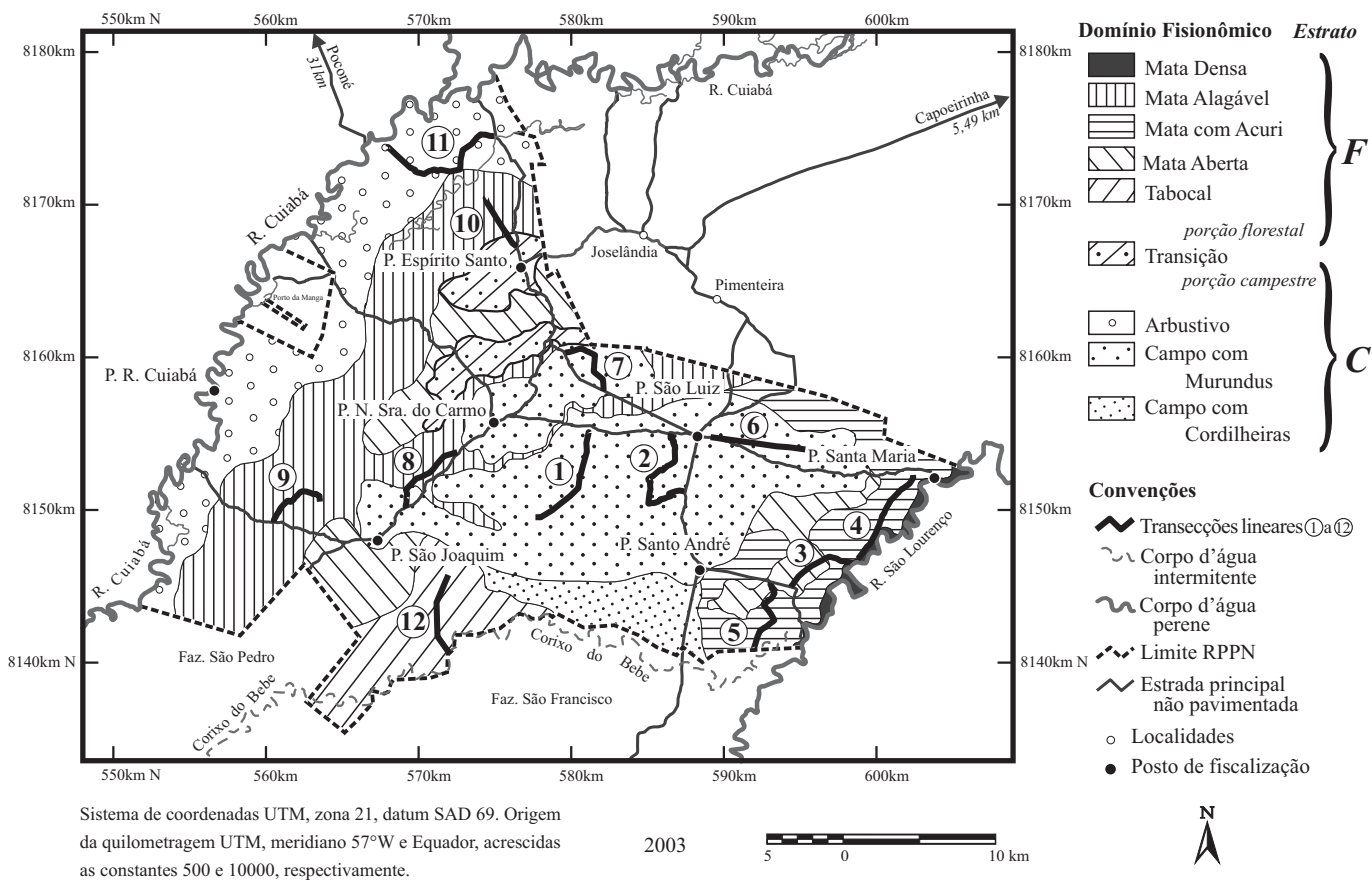 550km N
560km
570km
580km
590km
600km
8180km
8170km
8160km
8150km
8140km N
Poconé
31km
R. Cuiabá
Capoeirinha
5,49 km
11
R. Cuiabá
10
P. Espírito Santo
Joselândia
Pimenteira
Porto da Manga
7
P. R. Cuiabá
P. São Luiz
P. N. Sra. do Carmo
6
8
P. Santa Maria
9
1
2
4
P. São Joaquim
P. Santo André
3
R. São Lourenço
R. Cuiabá
12
5
Faz. São Pedro
Corixo do Bebe
Corixo do Bebe
Faz. São Francisco
8180km
8170km
8160km
8150km
8140km N
550km N
560km
570km
580km
590km
600km
Domínio Fisionômico Estrato
Mata Densa
Mata Alagável
Mata com Acuri
Mata Aberta
Tabocal
F
porção florestal
Transição
porção campestre
Arbustivo
Campo com
Murundus
Campo com
Cordilheiras
C
Convenções
Transecções lineares 1 a 12
Corpo d'água
intermitente
Corpo d'água
perene
Limite RPPN
Estrada principal
não pavimentada
Localidades
Posto de fiscalização
Sistema de coordenadas UTM, zona 21, datum SAD 69. Origem
da quilometragem UTM, meridiano 57°W e Equador, acrescidas
as constantes 500 e 10000, respectivamente.
2003
5 0 10 km
N